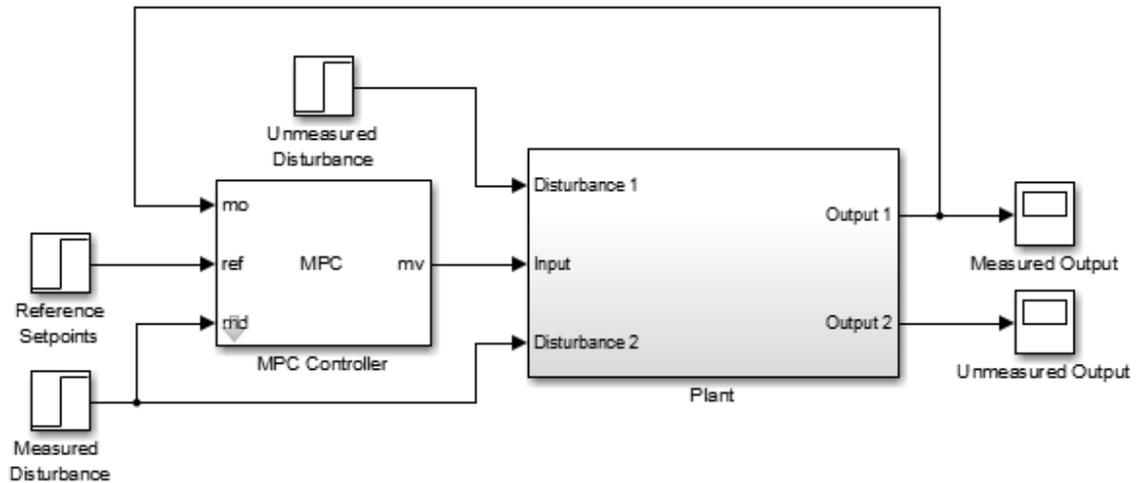 Unmeasured
Disturbance
mo
ref
md
MPC
mv
MPC Controller
Reference
Setpoints
Measured
Disturbance
Disturbance 1
Input
Disturbance 2
Output 1
Output 2
Plant
Measured Output
Unmeasured Output